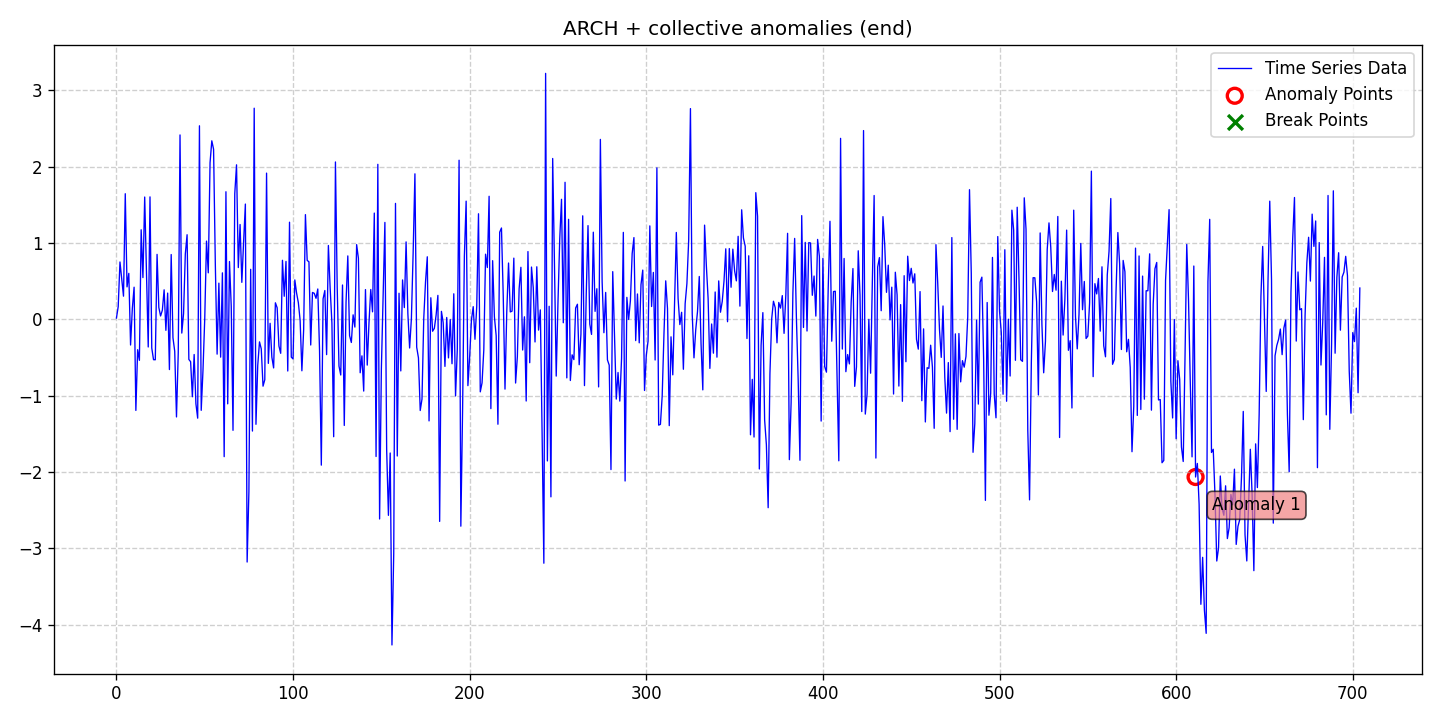 ARCH + collective anomalies (end)
Time Series Data
Anomaly Points
Break Points
3
2
1
0
−1
−2
−3
−4
Anomaly 1
0 100 200 300 400 500 600 700